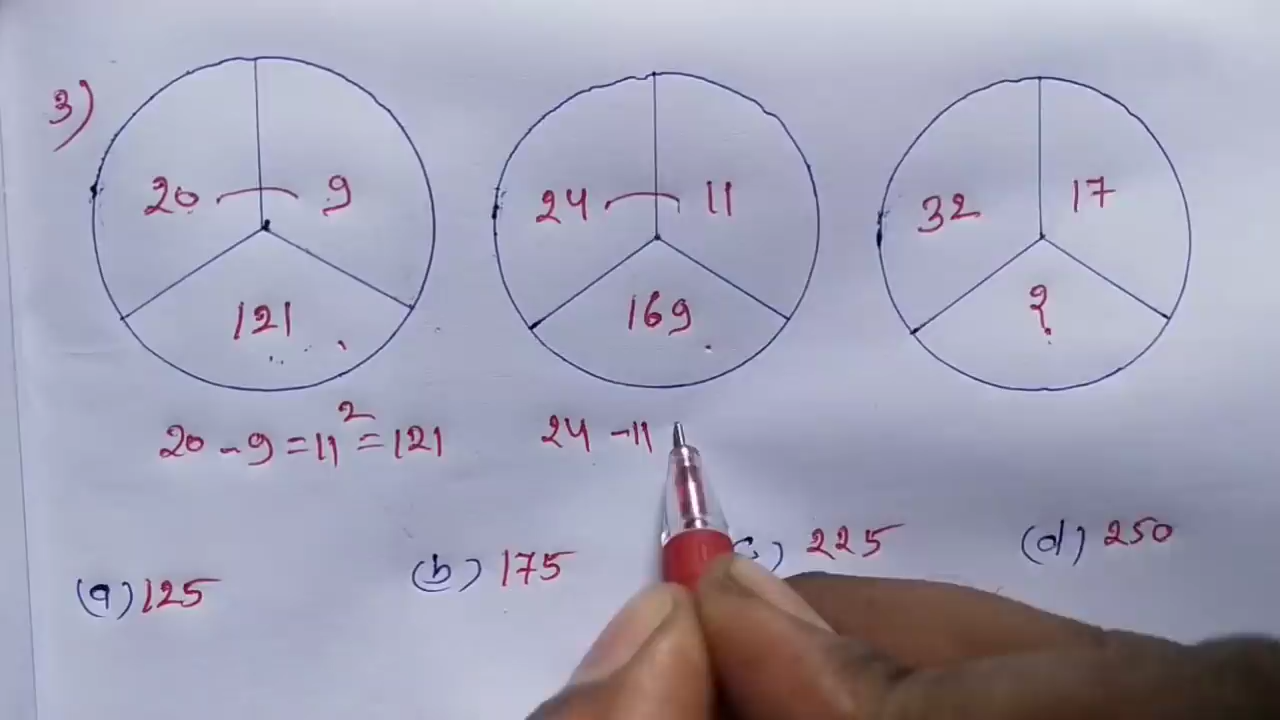 3)
20 9 24 11 32 17
121 169 ?
20 - 9 = 11² = 121 24 - 11
(a) 125 (b) 175 c) 225 (d) 250